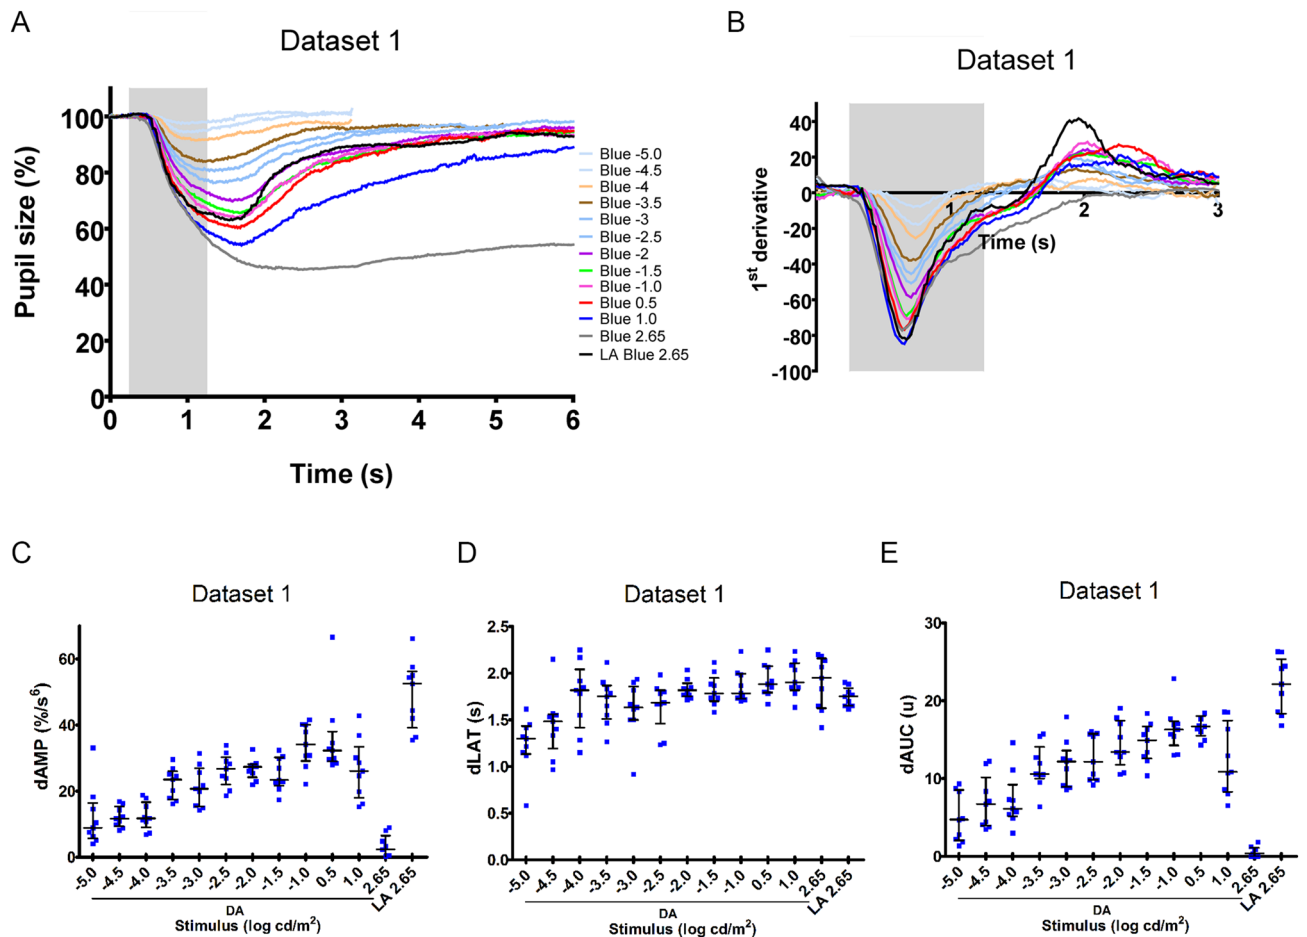 A
Dataset 1
Pupil size (%)
100
80
60
40
20
0
0 1 2 3 4 5 6
Time (s)
Blue -5.0
Blue -4.5
Blue -4
Blue -3.5
Blue -3
Blue -2.5
Blue -2
Blue -1.5
Blue -1.0
Blue 0.5
Blue 1.0
Blue 2.65
LA Blue 2.65
B
Dataset 1
1st derivative
40
20
0
-20
-40
-60
-80
-100
1 2 3
Time (s)
C
Dataset 1
dAMP (%/s⁶)
60
40
20
0
-5.0 -4.5 -4.0 -3.5 -3.0 -2.5 -2.0 -1.5 -1.0 0.5 1.0 2.65 LA 2.65
DA
Stimulus (log cd/m²)
D
Dataset 1
dLAT (s)
2.5
2.0
1.5
1.0
0.5
0.0
-5.0 -4.5 -4.0 -3.5 -3.0 -2.5 -2.0 -1.5 -1.0 0.5 1.0 2.65 LA 2.65
DA
Stimulus (log cd/m²)
E
Dataset 1
dAUC (u)
30
20
10
0
-5.0 -4.5 -4.0 -3.5 -3.0 -2.5 -2.0 -1.5 -1.0 0.5 1.0 2.65 LA 2.65
DA
Stimulus (log cd/m²)